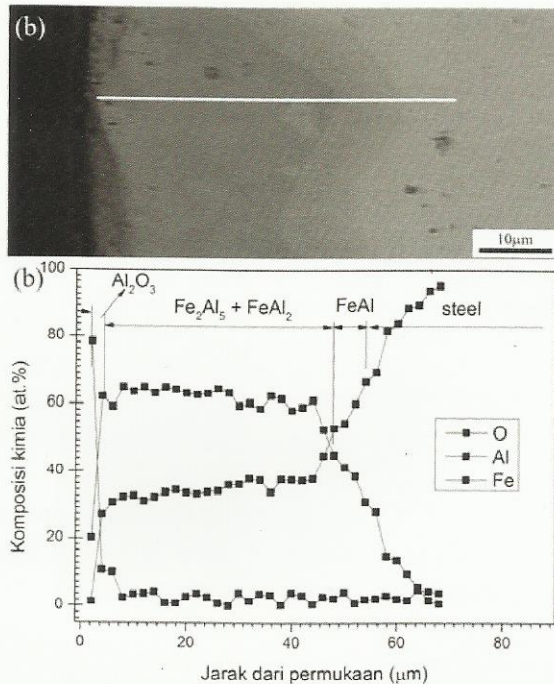 (b)
10μm
(b)
Al₂O₃
Fe₂Al₅ + FeAl₂
FeAl
steel
100
80
60
40
20
0
Komposisi kimia (at.%)
O
Al
Fe
0
20
40
60
80
Jarak dari permukaan (μm)